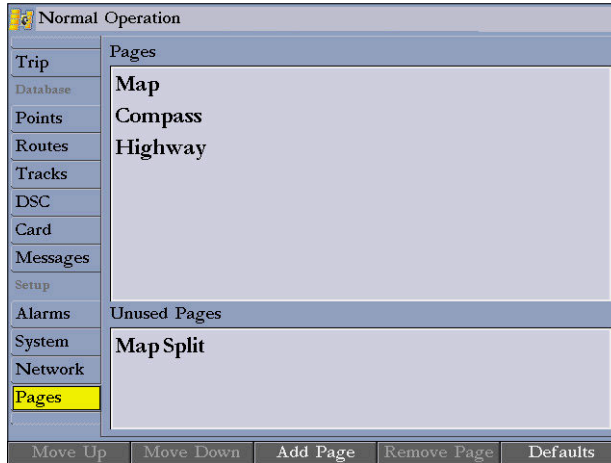 Normal Operation
Trip
Database
Points
Routes
Tracks
DSC
Card
Messages
Setup
Alarms
System
Network
Pages
Pages
Map
Compass
Highway
Unused Pages
Map Split
Move Up
Move Down
Add Page
Remove Page
Defaults